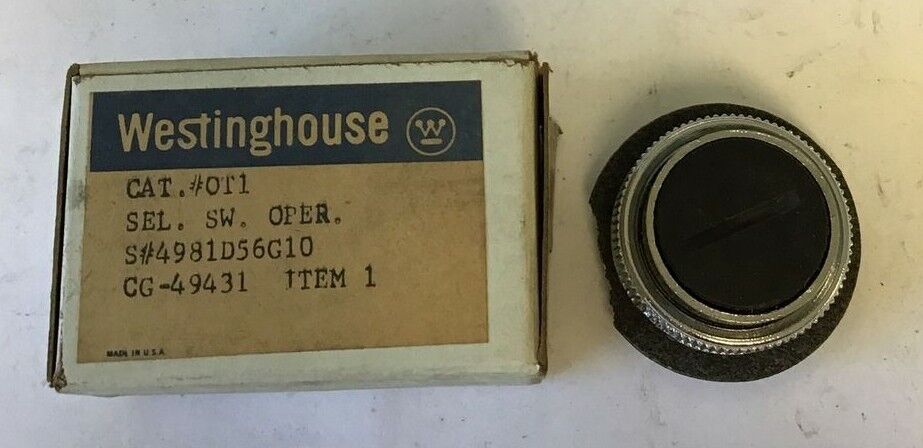 Westinghouse W
CAT.#OT1
SEL. SW. OPER.
S#4981D56G10
CG-49431 ITEM 1
MADE IN U.S.A.